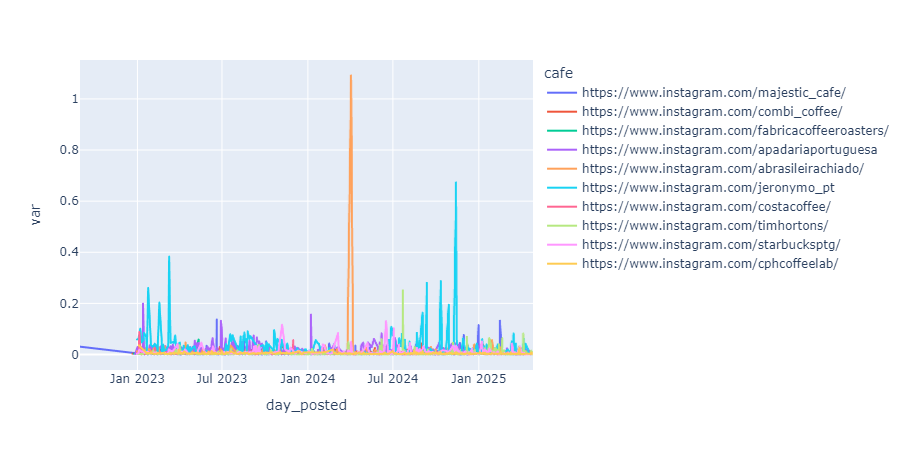 cafe
https://www.instagram.com/majestic_cafe/
https://www.instagram.com/combi_coffee/
https://www.instagram.com/fabricacoffeeroasters/
https://www.instagram.com/apadariaportuguesa
https://www.instagram.com/abrasileirachiado/
https://www.instagram.com/jeronymo_pt
https://www.instagram.com/costacoffee/
https://www.instagram.com/timhortons/
https://www.instagram.com/starbucksptg/
https://www.instagram.com/cphcoffeelab/
1
0.8
0.6
0.4
0.2
0
var
Jan 2023 Jul 2023 Jan 2024 Jul 2024 Jan 2025
day_posted